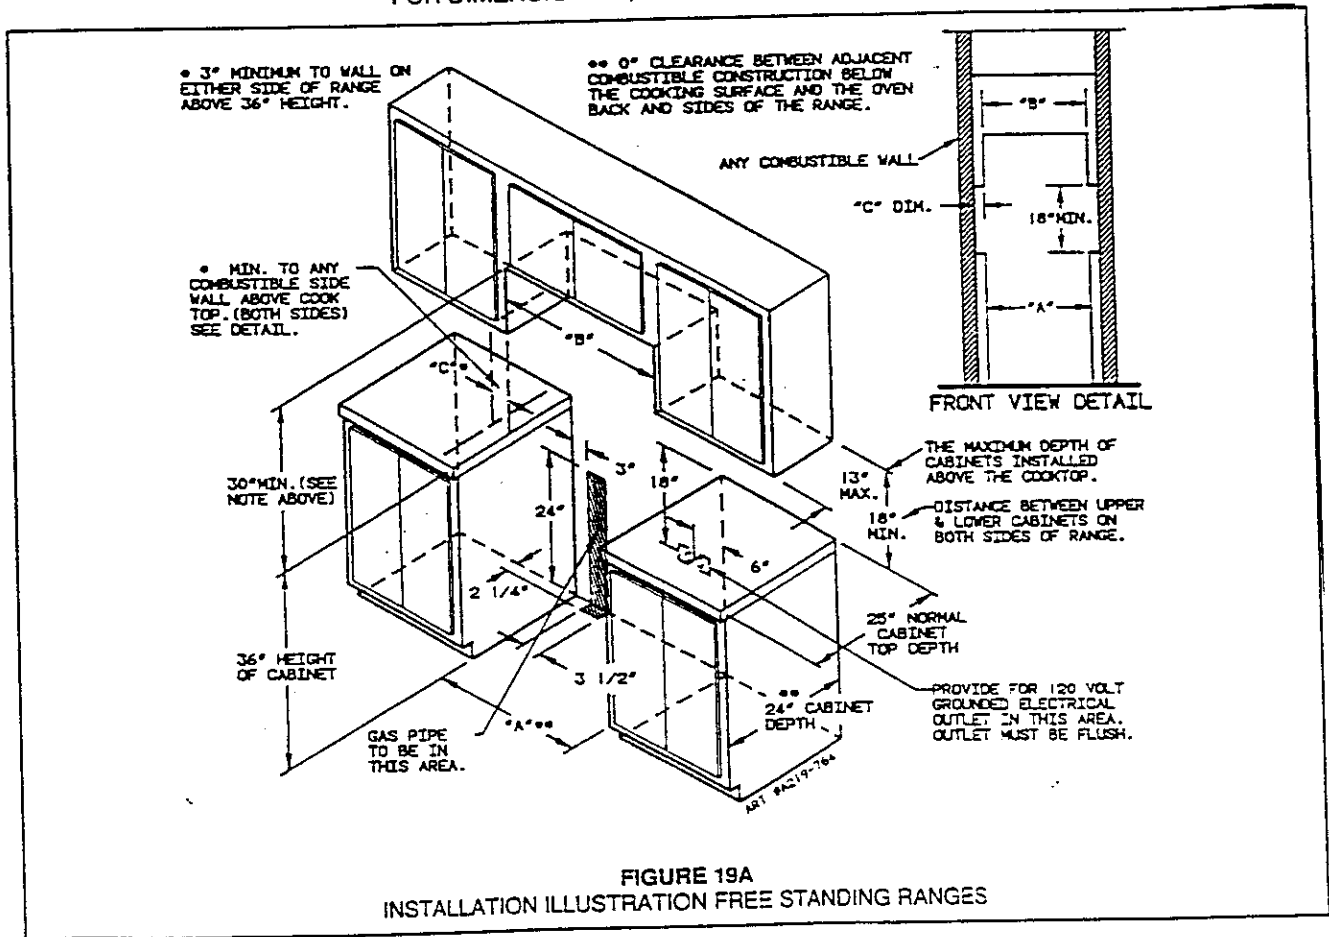 * 3" MINIMUM TO WALL ON
EITHER SIDE OF RANGE
ABOVE 36" HEIGHT.
** 0" CLEARANCE BETWEEN ADJACENT
COMBUSTIBLE CONSTRUCTION BELOW
THE COOKING SURFACE AND THE OVEN
BACK AND SIDES OF THE RANGE.
"B"
ANY COMBUSTIBLE WALL
"C" DIM.
18"MIN.
"A"
FRONT VIEW DETAIL
* MIN. TO ANY
COMBUSTIBLE SIDE
WALL ABOVE COOK
TOP.(BOTH SIDES)
SEE DETAIL.
"B"
"C"*
30"MIN.(SEE
NOTE ABOVE)
3"
24"
18"
6"
2 1/4"
3 1/2"
13"
MAX.
THE MAXIMUM DEPTH OF
CABINETS INSTALLED
ABOVE THE COOKTOP.
18"
MIN.
DISTANCE BETWEEN UPPER
& LOWER CABINETS ON
BOTH SIDES OF RANGE.
25" NORMAL
CABINET
TOP DEPTH
36" HEIGHT
OF CABINET
"A"**
GAS PIPE
TO BE IN
THIS AREA.
**
24" CABINET
DEPTH
PROVIDE FOR 120 VOLT
GROUNDED ELECTRICAL
OUTLET IN THIS AREA.
OUTLET MUST BE FLUSH.
ART #A219-764
FIGURE 19A
INSTALLATION ILLUSTRATION FREE STANDING RANGES